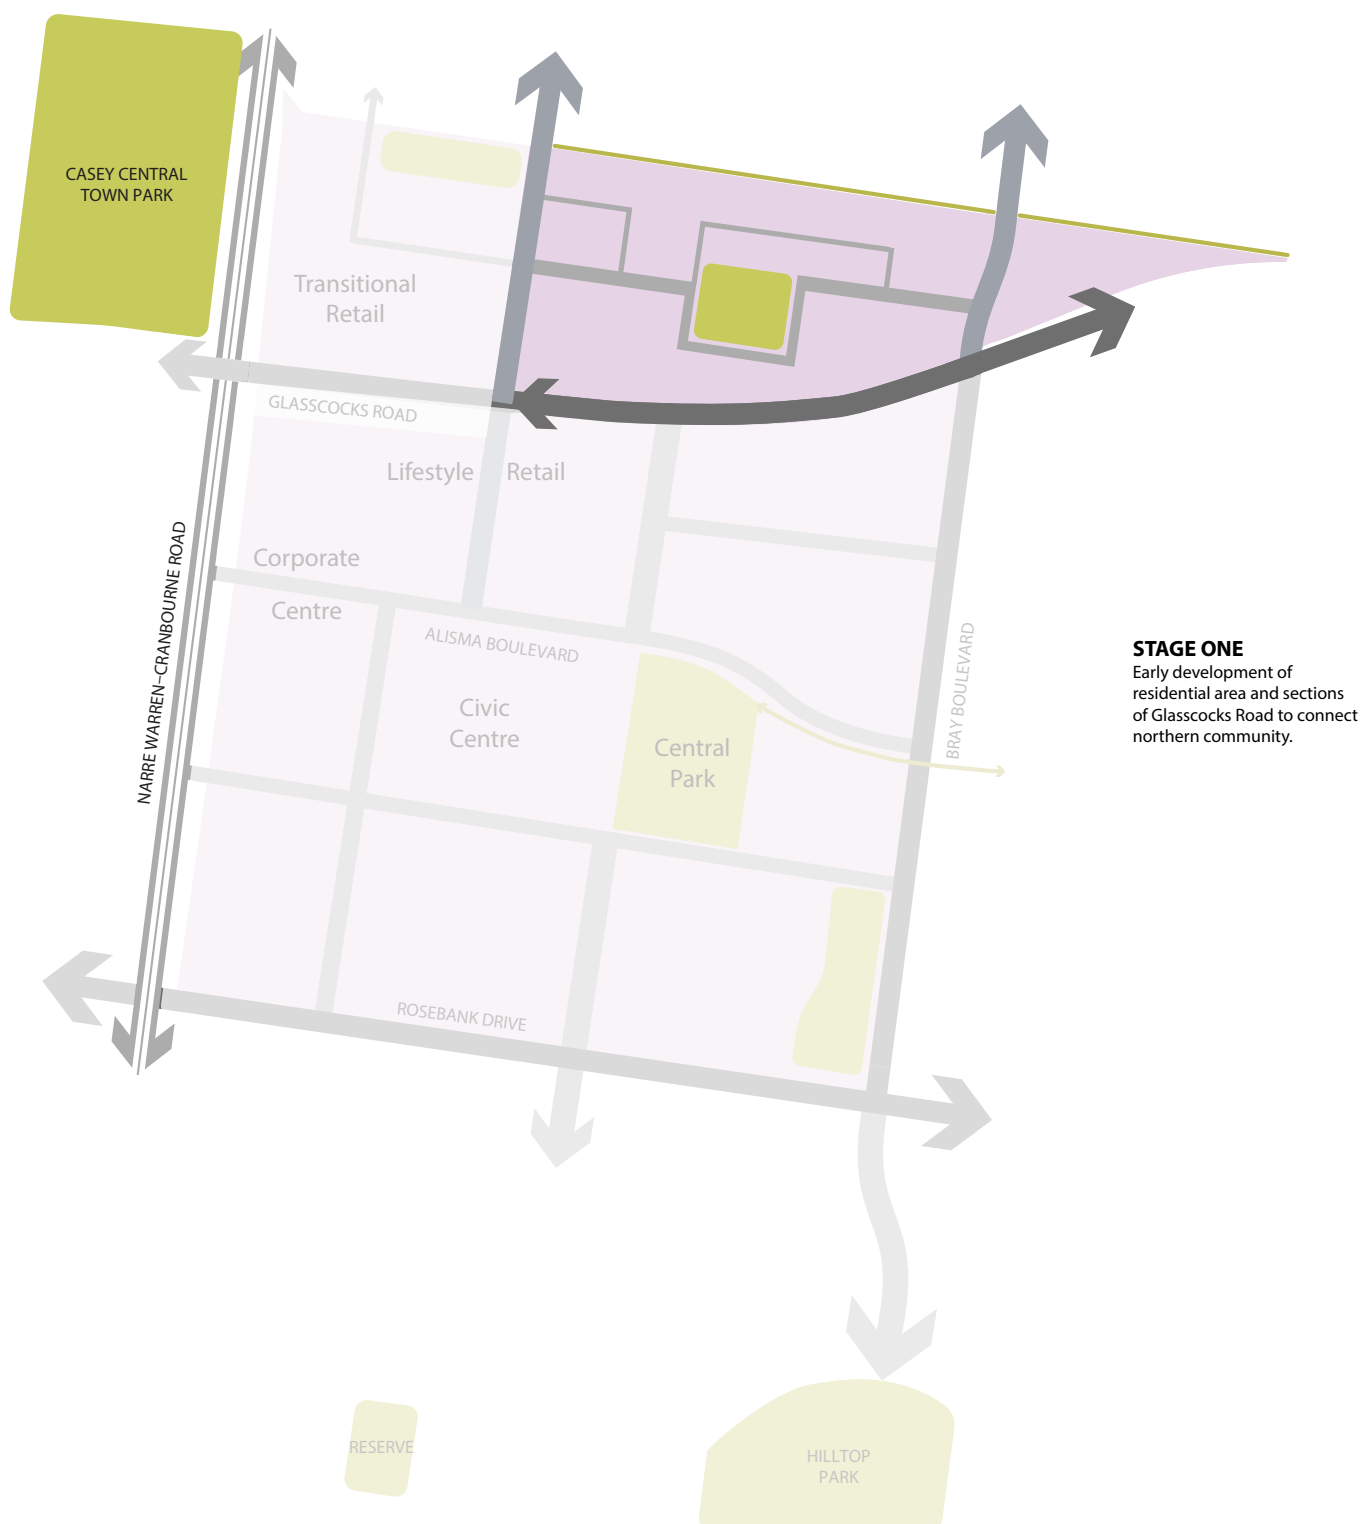 CASEY CENTRAL
TOWN PARK
Transitional
Retail
GLASSCOCKS ROAD
Lifestyle Retail
Corporate
Centre
NARRE WARREN–CRANBOURNE ROAD
ALISMA BOULEVARD
BRAY BOULEVARD
STAGE ONE
Early development of
residential area and sections
of Glasscocks Road to connect
northern community.
Civic
Centre
Central
Park
ROSEBANK DRIVE
RESERVE
HILLTOP
PARK